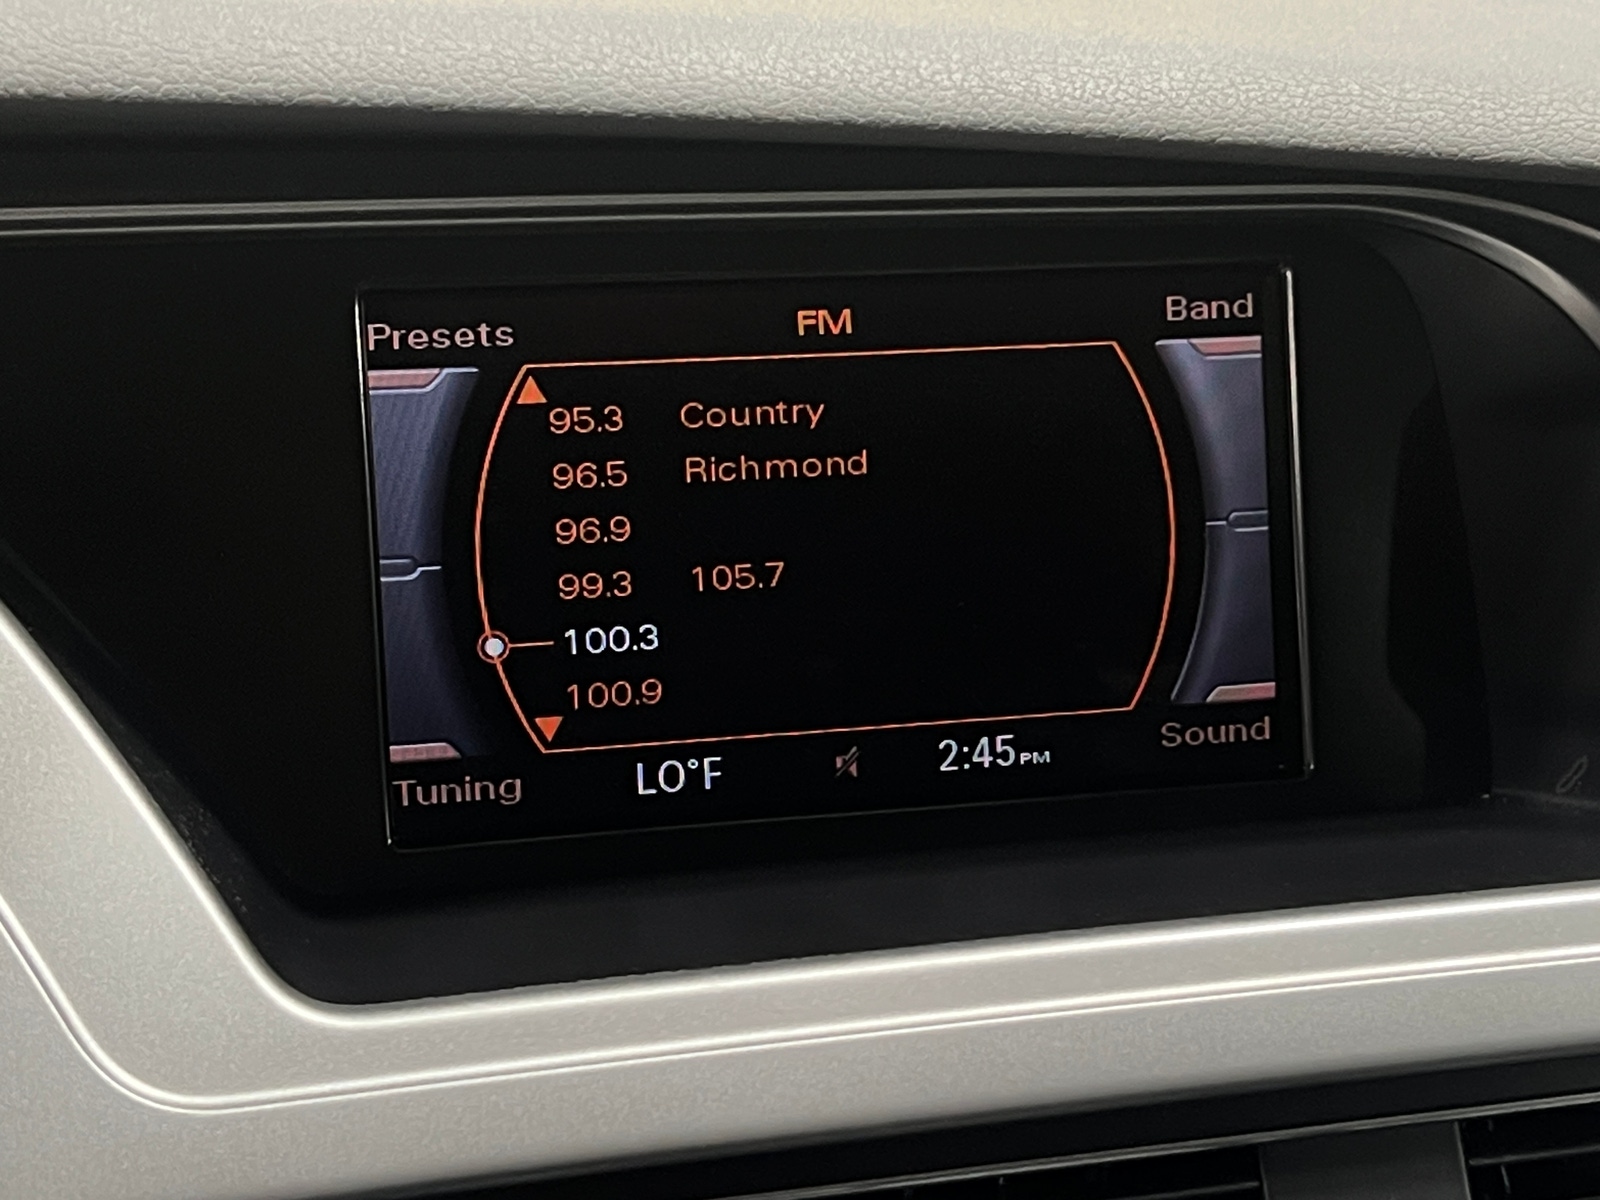 Presets FM Band
95.3 Country
96.5 Richmond
96.9
99.3 105.7
100.3
100.9
Tuning LO°F 2:45PM Sound